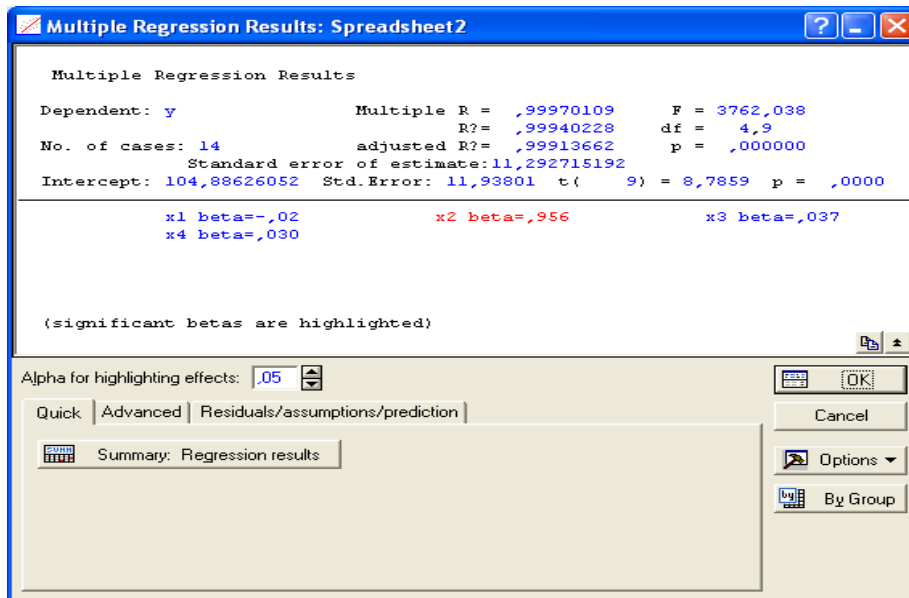 Multiple Regression Results: Spreadsheet2
Multiple Regression Results
Dependent: y Multiple R = ,99970109 F = 3762,038
R?= ,99940228 df = 4,9
No. of cases: 14 adjusted R?= ,99913662 p = ,000000
Standard error of estimate:11,292715192
Intercept: 104,88626052 Std.Error: 11,93801 t( 9) = 8,7859 p = ,0000
x1 beta=-,02 x2 beta=,956 x3 beta=,037
x4 beta=,030
(significant betas are highlighted)
Alpha for highlighting effects: ,05
OK
Quick Advanced Residuals/assumptions/prediction
Cancel
Summary: Regression results
Options
By Group